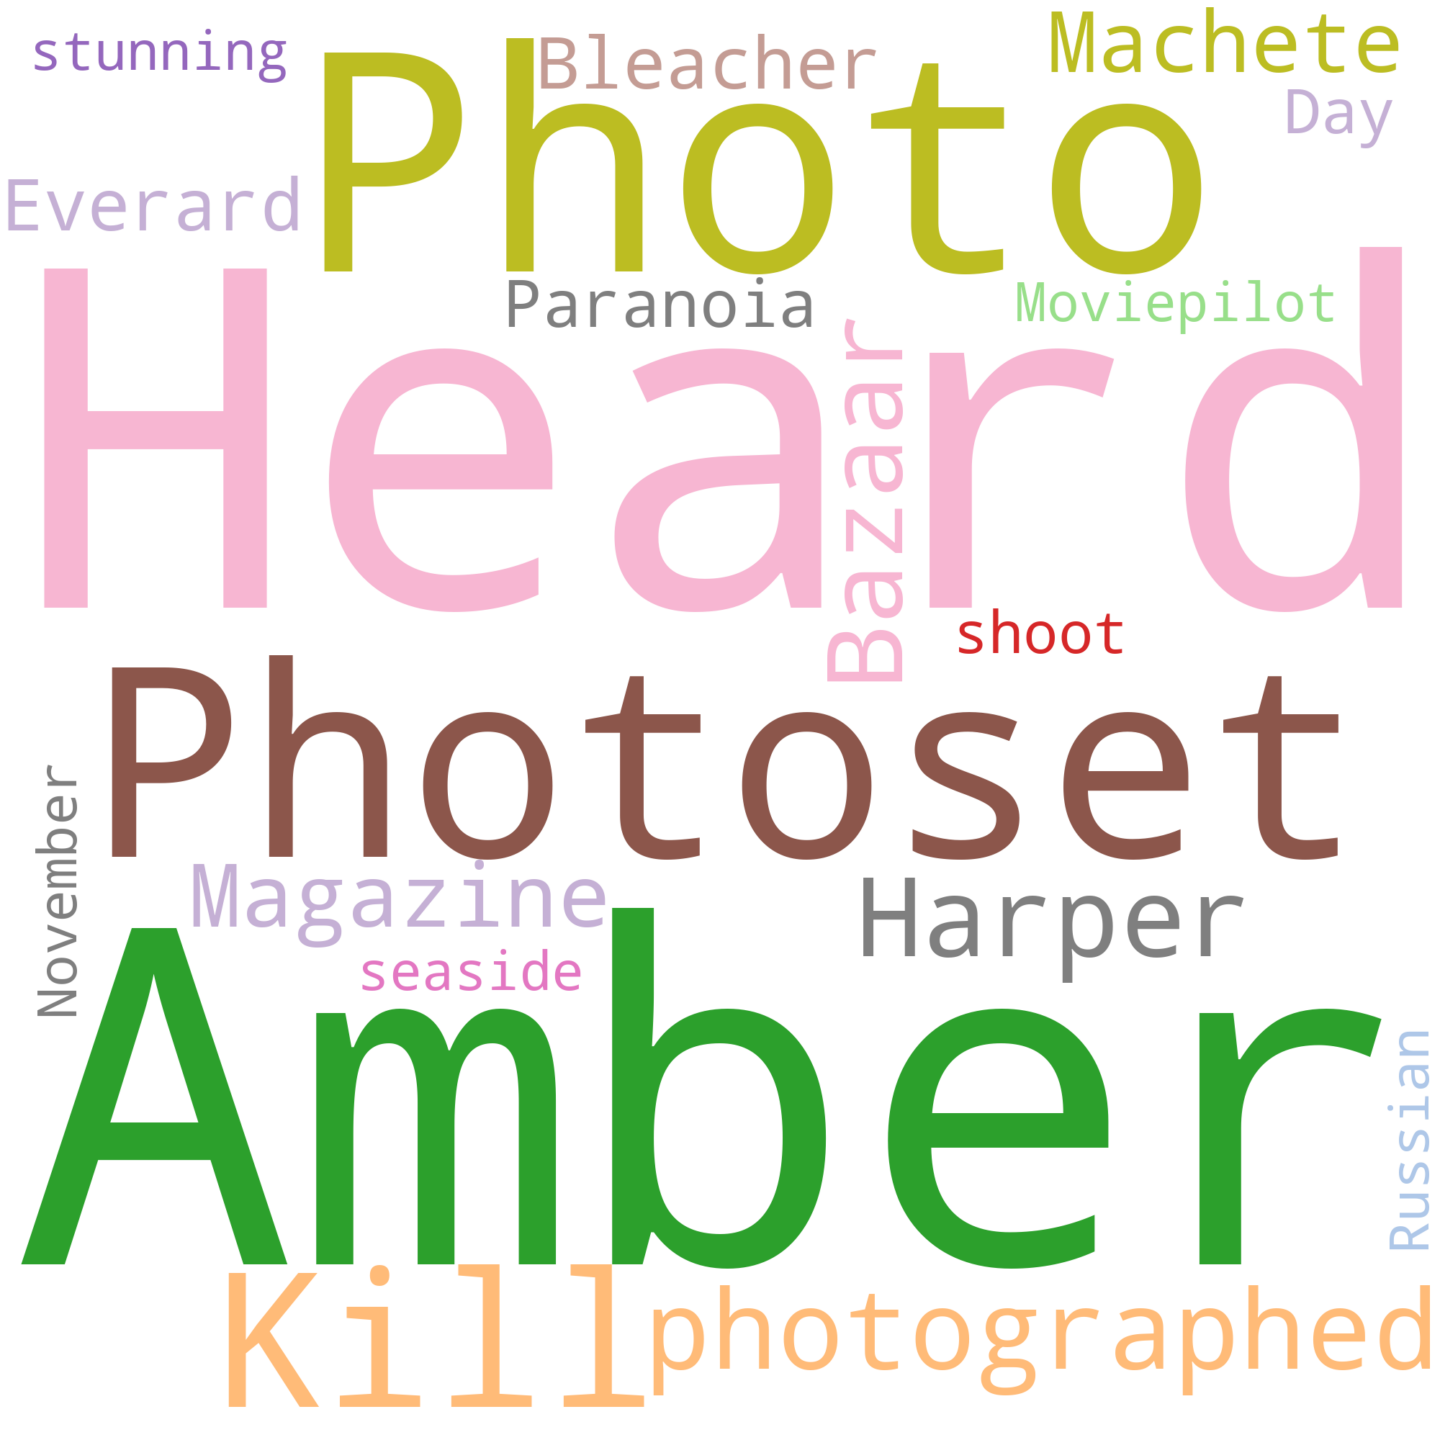 stunning
Photo
Bleacher
Machete
Day
Everard
Heard
Paranoia
Moviepilot
Bazaar
shoot
Photoset
November
Magazine
Harper
Amber
seaside
Russian
Kill
photographed